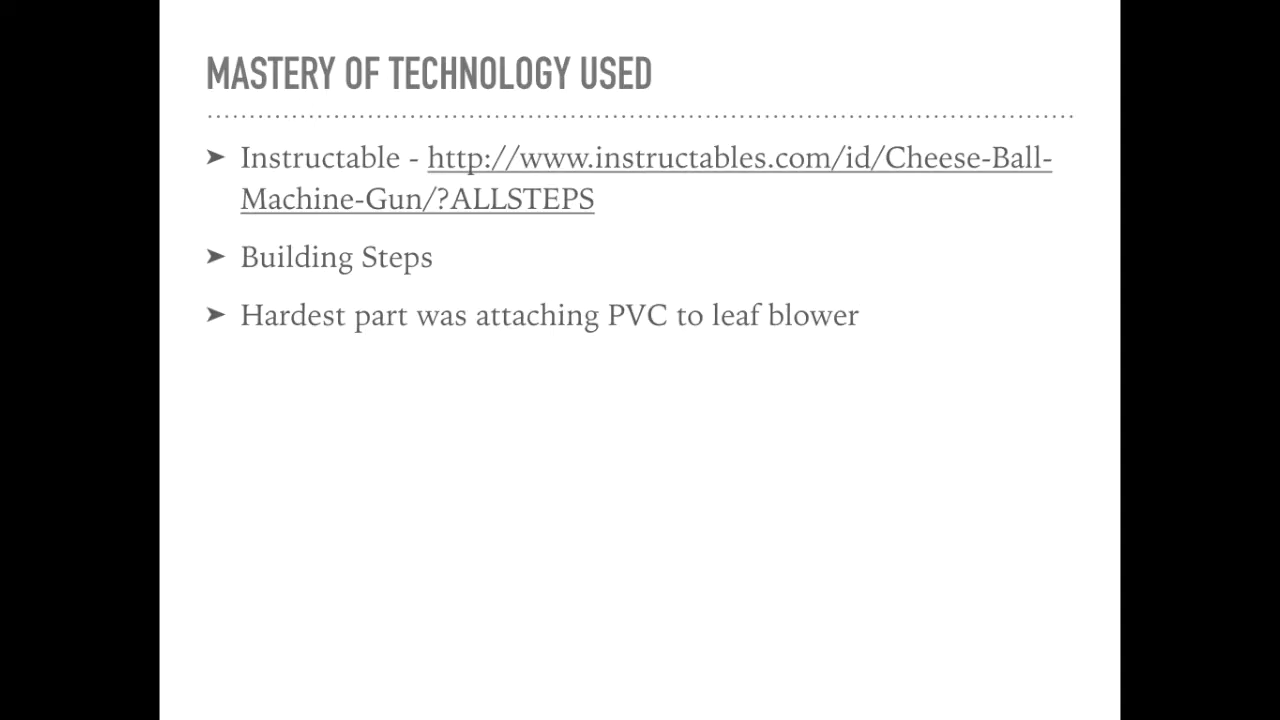 MASTERY OF TECHNOLOGY USED
➤ Instructable - http://www.instructables.com/id/Cheese-Ball-
Machine-Gun/?ALLSTEPS
➤ Building Steps
➤ Hardest part was attaching PVC to leaf blower